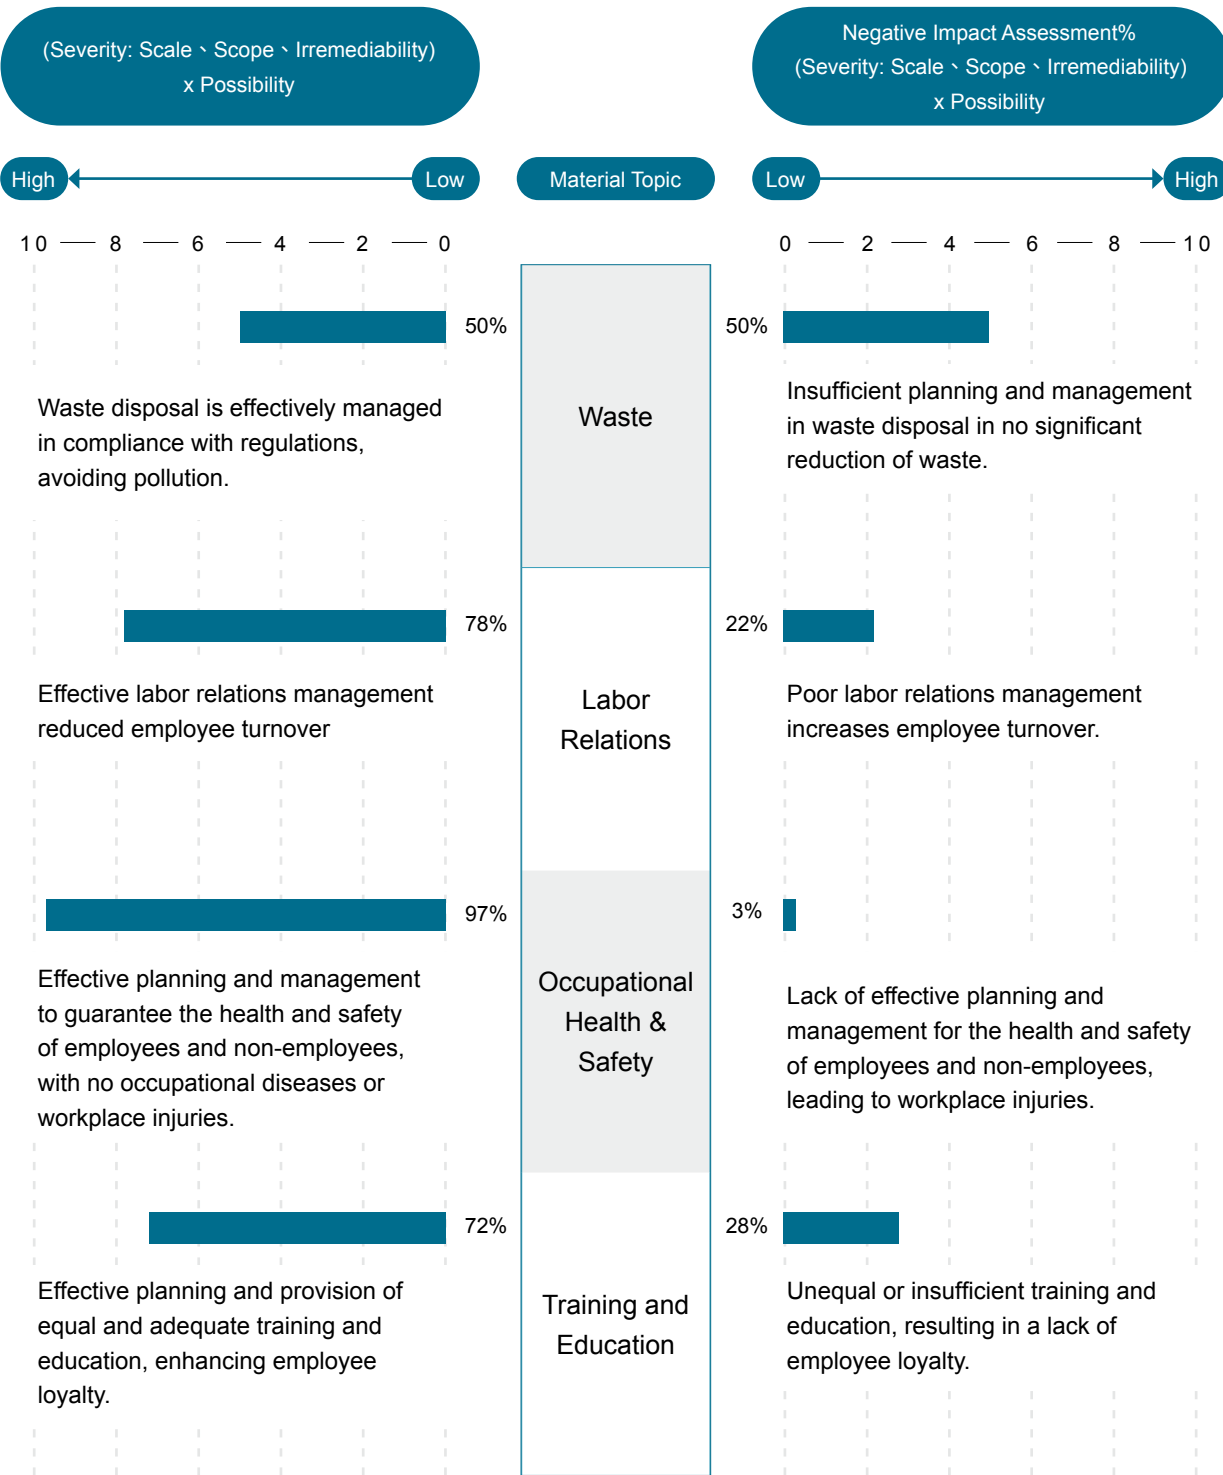 (Severity: Scale、Scope、Irremediability)
x Possibility
Negative Impact Assessment%
(Severity: Scale、Scope、Irremediability)
x Possibility
High
Low
Material Topic
Low
High
10 8 6 4 2 0
0 2 4 6 8 10
50%
Waste disposal is effectively managed
in compliance with regulations,
avoiding pollution.
Waste
50%
Insufficient planning and management
in waste disposal in no significant
reduction of waste.
78%
Effective labor relations management
reduced employee turnover
Labor
Relations
22%
Poor labor relations management
increases employee turnover.
97%
Effective planning and management
to guarantee the health and safety
of employees and non-employees,
with no occupational diseases or
workplace injuries.
Occupational
Health &
Safety
3%
Lack of effective planning and
management for the health and safety
of employees and non-employees,
leading to workplace injuries.
72%
Effective planning and provision of
equal and adequate training and
education, enhancing employee
loyalty.
Training and
Education
28%
Unequal or insufficient training and
education, resulting in a lack of
employee loyalty.